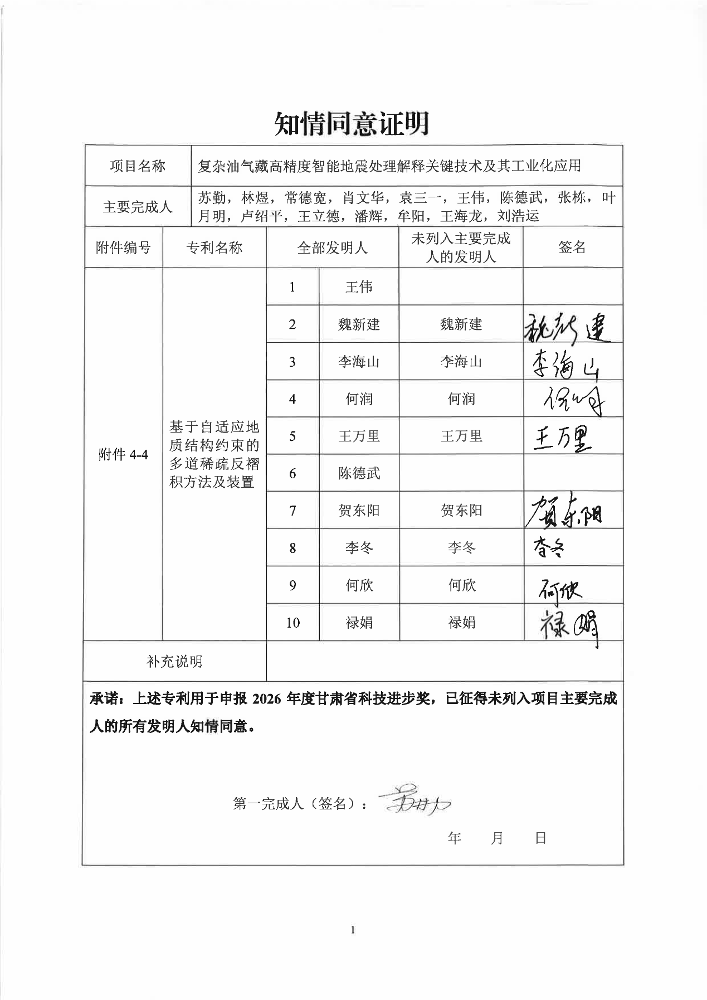 知情同意证明
项目名称 复杂油气藏高精度智能地震处理解释关键技术及其工业化应用
主要完成人 苏勤，林煜，常德宽，肖文华，袁三一，王伟，陈德武，张栋，叶
月明，卢绍平，王立德，潘辉，牟阳，王海龙，刘浩运
附件编号 专利名称 全部发明人 未列入主要完成
人的发明人 签名
附件 4-4
基于自适应地
质结构约束的
多道稀疏反褶
积方法及装置
1 王伟
2 魏新建 魏新建 魏新建
3 李海山 李海山 李海山
4 何润 何润
5 王万里 王万里 王万里
6 陈德武
7 贺东阳 贺东阳 贺东阳
8 李冬 李冬 李冬
9 何欣 何欣 何欣
10 禄娟 禄娟 禄娟
补充说明
承诺：上述专利用于申报 2026 年度甘肃省科技进步奖，已征得未列入项目主要完成
人的所有发明人知情同意。
第一完成人（签名）：
年 月 日
1